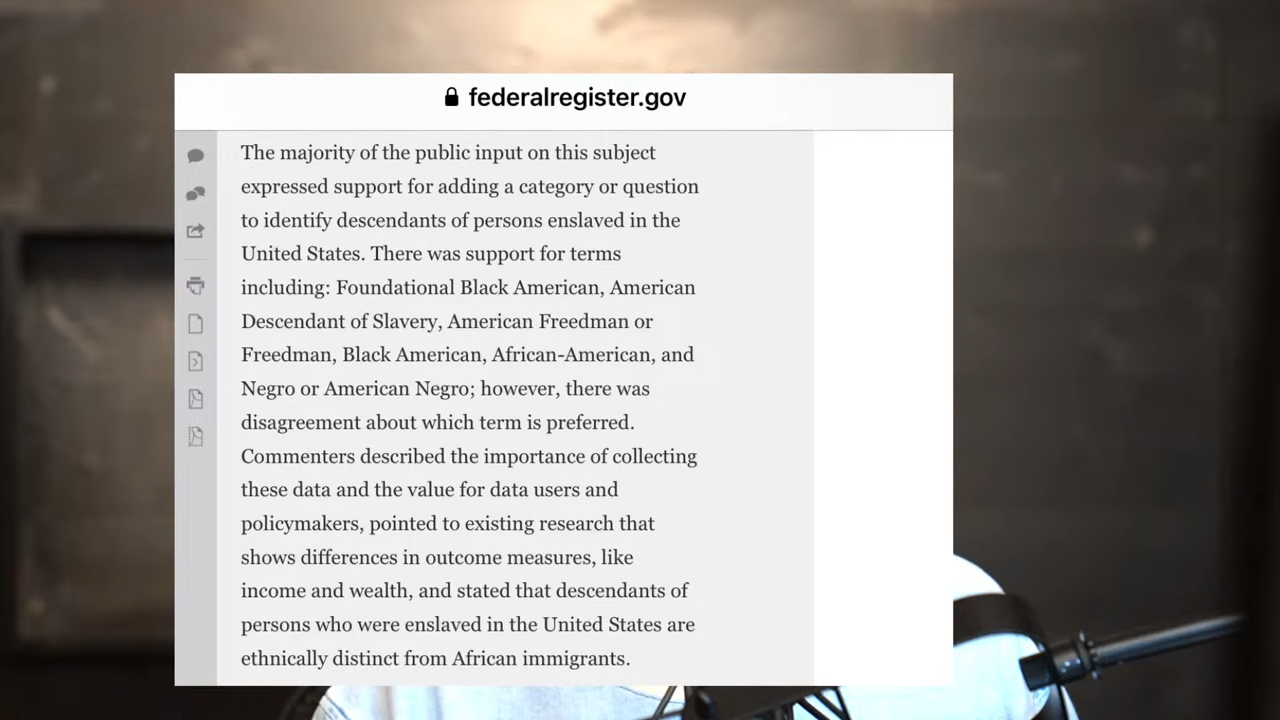 federalregister.gov
The majority of the public input on this subject
expressed support for adding a category or question
to identify descendants of persons enslaved in the
United States. There was support for terms
including: Foundational Black American, American
Descendant of Slavery, American Freedman or
Freedman, Black American, African-American, and
Negro or American Negro; however, there was
disagreement about which term is preferred.
Commenters described the importance of collecting
these data and the value for data users and
policymakers, pointed to existing research that
shows differences in outcome measures, like
income and wealth, and stated that descendants of
persons who were enslaved in the United States are
ethnically distinct from African immigrants.